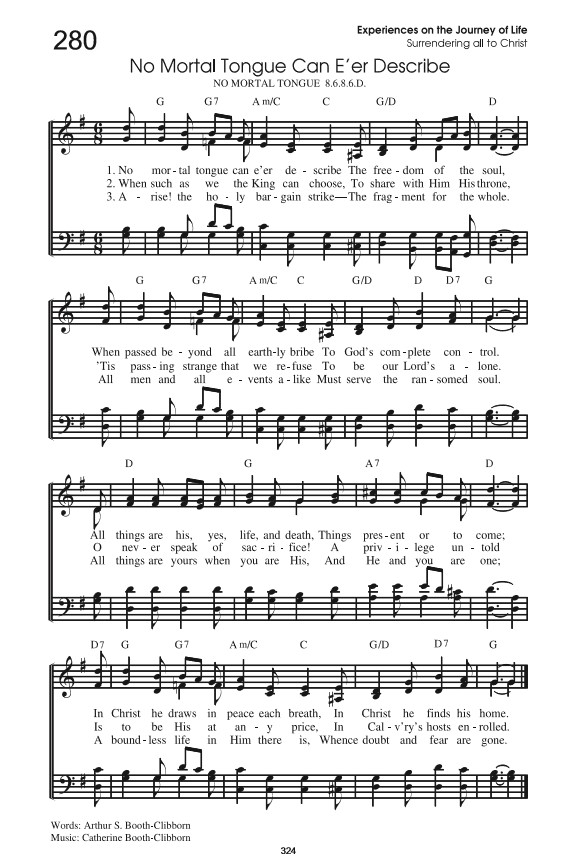 280
Experiences on the Journey of Life
Surrendering all to Christ
No Mortal Tongue Can E'er Describe
NO MORTAL TONGUE 8.6.8.6.D.
G G7 Am/C C G/D D
1. No mor - tal tongue can e'er de - scribe The free - dom of the soul,
2. When such as we the King can choose, To share with Him His throne,
3. A - rise! the ho - ly bar - gain strike—The frag - ment for the whole.
G G7 Am/C C G/D D D7 G
When passed be - yond all earth - ly bribe To God's com - plete con - trol.
'Tis pass - ing strange that we re - fuse To be our Lord's a - lone.
All men and all e - vents a - like Must serve the ran - somed soul.
D G A7 D
All things are his, yes, life, and death, Things pres - ent or to come;
O nev - er speak of sac - ri - fice! A priv - i - lege un - told
All things are yours when you are His, And He and you are one;
D7 G G7 Am/C C G/D D7 G
In Christ he draws in peace each breath, In Christ he finds his home.
Is to be His at an - y price, In Cal - v'ry's hosts en - rolled.
A bound - less life in Him there is, Whence doubt and fear are gone.
Words: Arthur S. Booth-Clibborn
Music: Catherine Booth-Clibborn
324